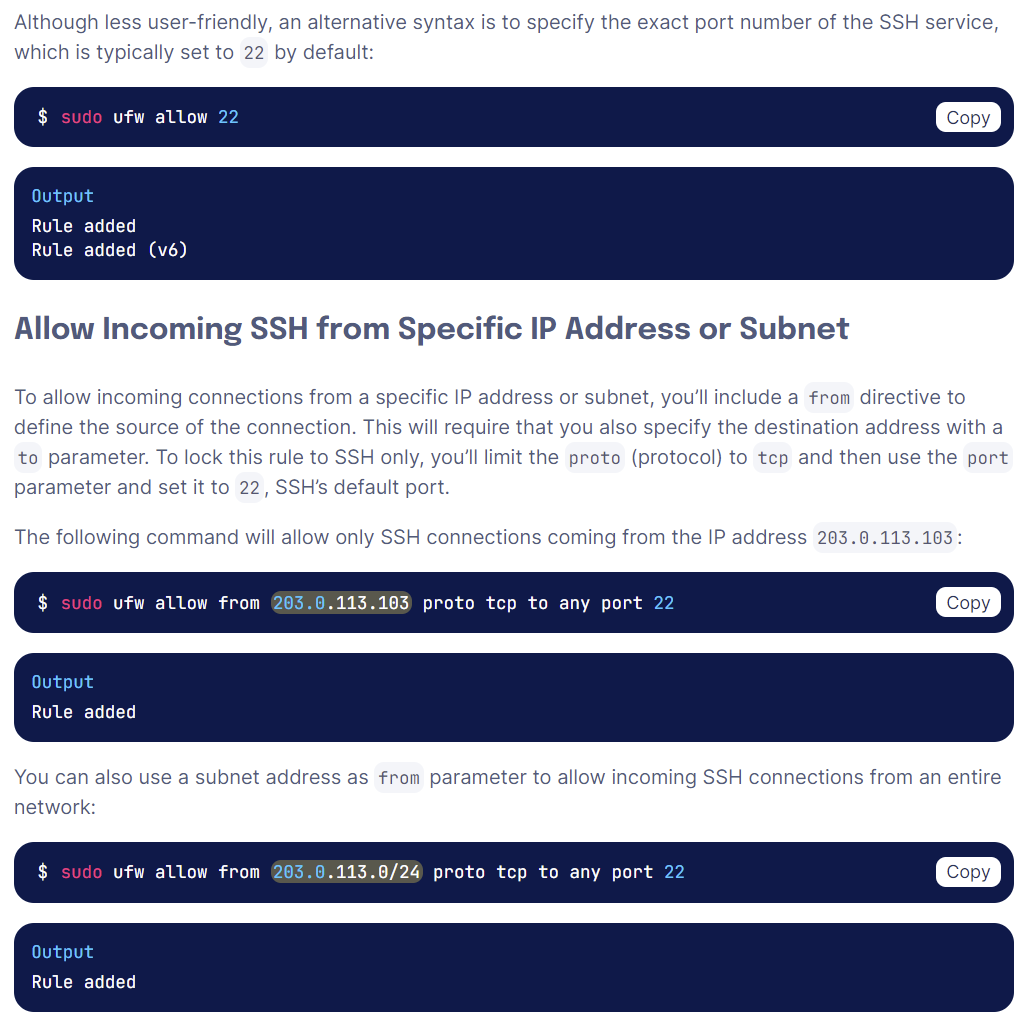 Although less user-friendly, an alternative syntax is to specify the exact port number of the SSH service,
which is typically set to 22 by default:
$ sudo ufw allow 22
Copy
Output
Rule added
Rule added (v6)
Allow Incoming SSH from Specific IP Address or Subnet
To allow incoming connections from a specific IP address or subnet, you’ll include a from directive to
define the source of the connection. This will require that you also specify the destination address with a
to parameter. To lock this rule to SSH only, you’ll limit the proto (protocol) to tcp and then use the port
parameter and set it to 22, SSH’s default port.
The following command will allow only SSH connections coming from the IP address 203.0.113.103:
$ sudo ufw allow from 203.0.113.103 proto tcp to any port 22
Copy
Output
Rule added
You can also use a subnet address as from parameter to allow incoming SSH connections from an entire
network:
$ sudo ufw allow from 203.0.113.0/24 proto tcp to any port 22
Copy
Output
Rule added